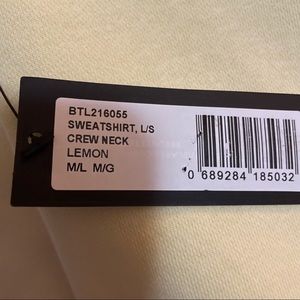 BTL216055
SWEATSHIRT, L/S
CREW NECK
LEMON
M/L M/G
0 689284 185032